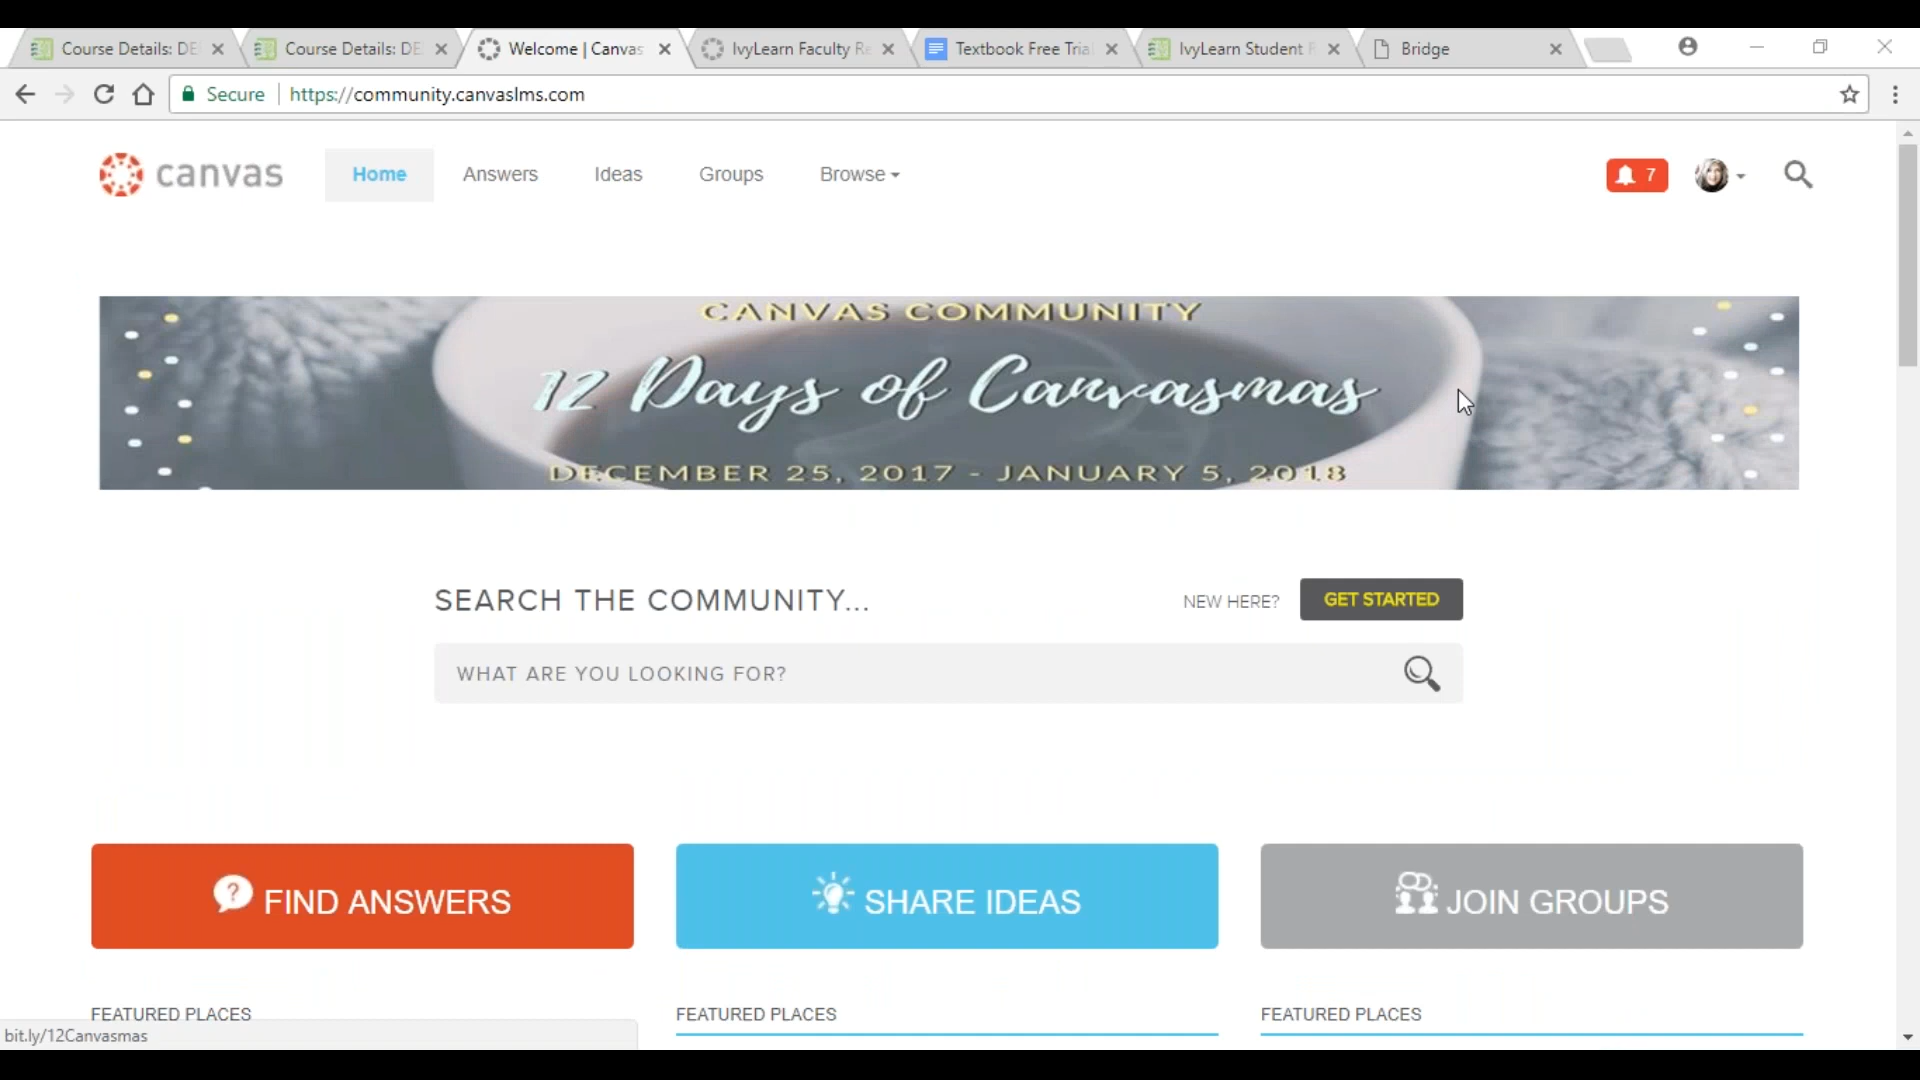 Course Details: DE
Course Details: DE
Welcome | Canvas
IvyLearn Faculty Re
Textbook Free Trial
IvyLearn Student
Bridge
Secure
https://community.canvaslms.com
canvas
Home
Answers
Ideas
Groups
Browse
7
CANVAS COMMUNITY
12 Days of Canvasmas
DECEMBER 25, 2017 - JANUARY 5, 2018
SEARCH THE COMMUNITY...
NEW HERE?
GET STARTED
WHAT ARE YOU LOOKING FOR?
FIND ANSWERS
SHARE IDEAS
JOIN GROUPS
FEATURED PLACES
FEATURED PLACES
FEATURED PLACES
bit.ly/12Canvasmas